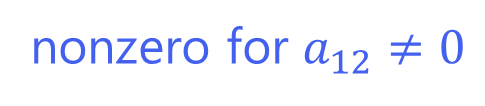 nonzero for a₁₂ ≠ 0